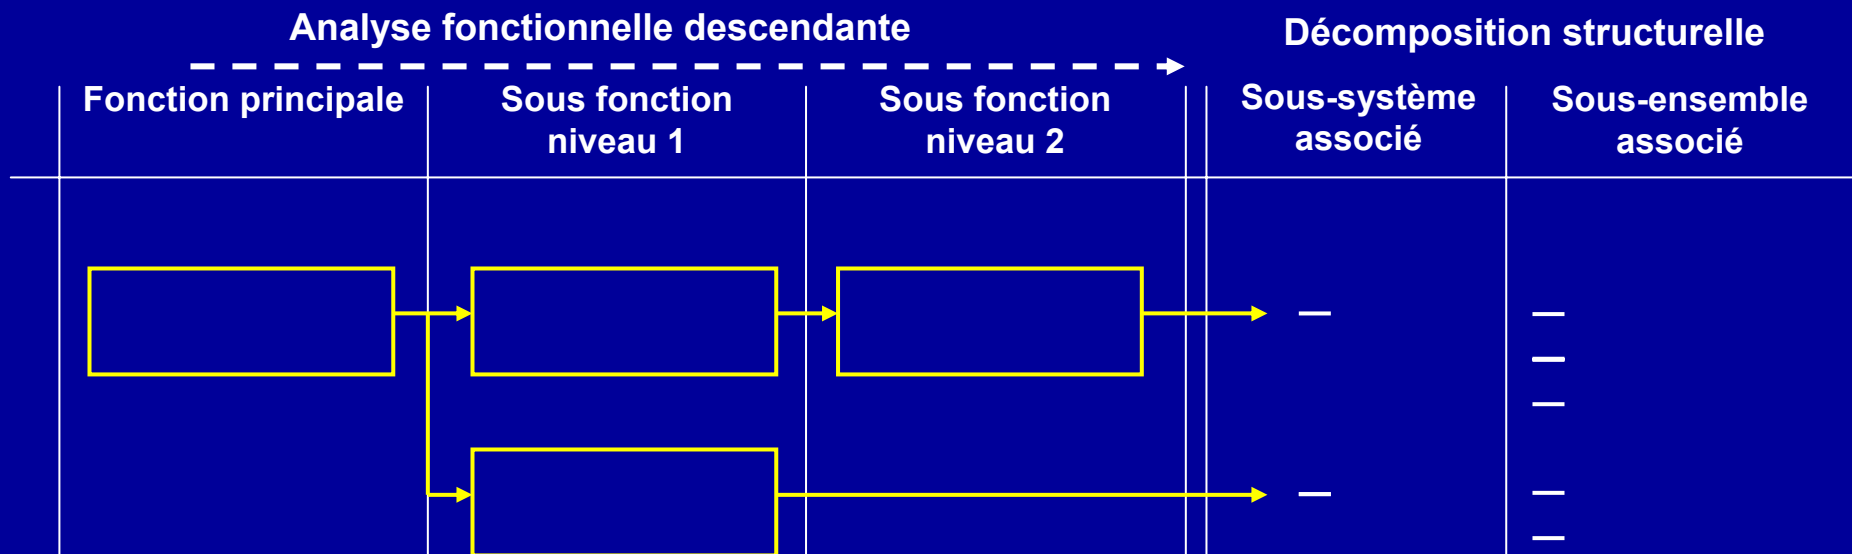 Analyse fonctionnelle descendante
Décomposition structurelle
Fonction principale
Sous fonction
niveau 1
Sous fonction
niveau 2
Sous-système
associé
Sous-ensemble
associé